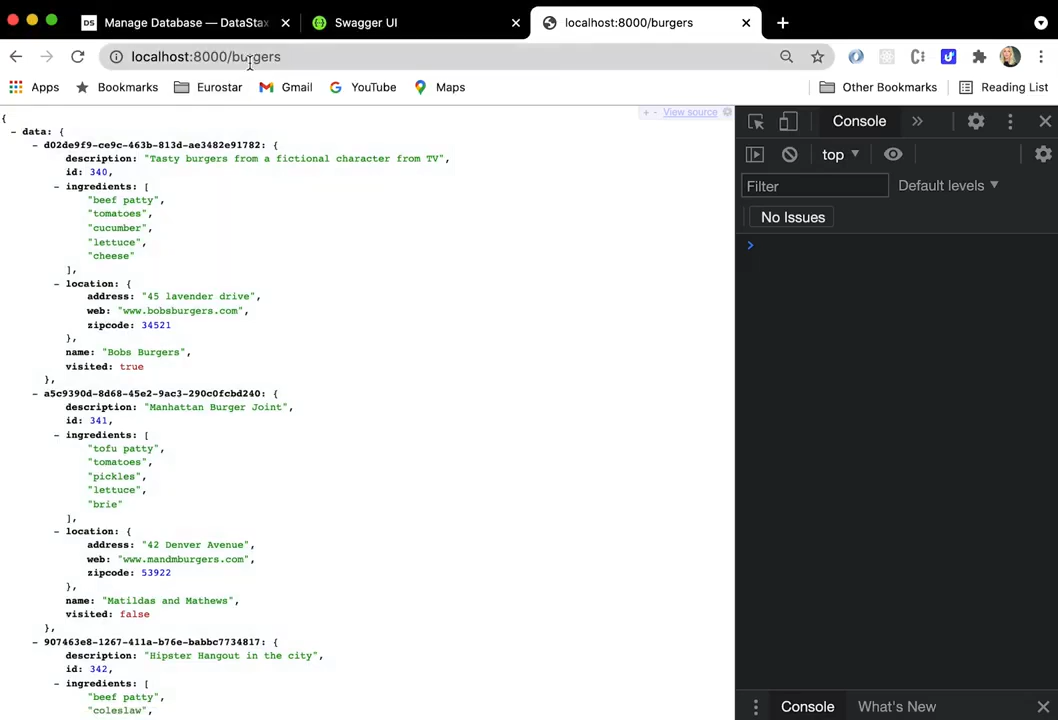 DS Manage Database — DataStax
Swagger UI
localhost:8000/burgers
localhost:8000/burgers
Apps
Bookmarks
Eurostar
Gmail
YouTube
Maps
Other Bookmarks
Reading List
+ - View source
{
- data: {
- d02de9f9-ce9c-463b-813d-ae3482e91782: {
description: "Tasty burgers from a fictional character from TV",
id: 340,
- ingredients: [
"beef patty",
"tomatoes",
"cucumber",
"lettuce",
"cheese"
],
- location: {
address: "45 lavender drive",
web: "www.bobsburgers.com",
zipcode: 34521
},
name: "Bobs Burgers",
visited: true
},
- a5c9390d-8d68-45e2-9ac3-290c0fcbd240: {
description: "Manhattan Burger Joint",
id: 341,
- ingredients: [
"tofu patty",
"tomatoes",
"pickles",
"lettuce",
"brie"
],
- location: {
address: "42 Denver Avenue",
web: "www.mandmburgers.com",
zipcode: 53922
},
name: "Matildas and Mathews",
visited: false
},
- 907463e8-1267-411a-b76e-babbc7734817: {
description: "Hipster Hangout in the city",
id: 342,
- ingredients: [
"beef patty",
"coleslaw",
Console
top
Filter
Default levels
No Issues
Console
What's New